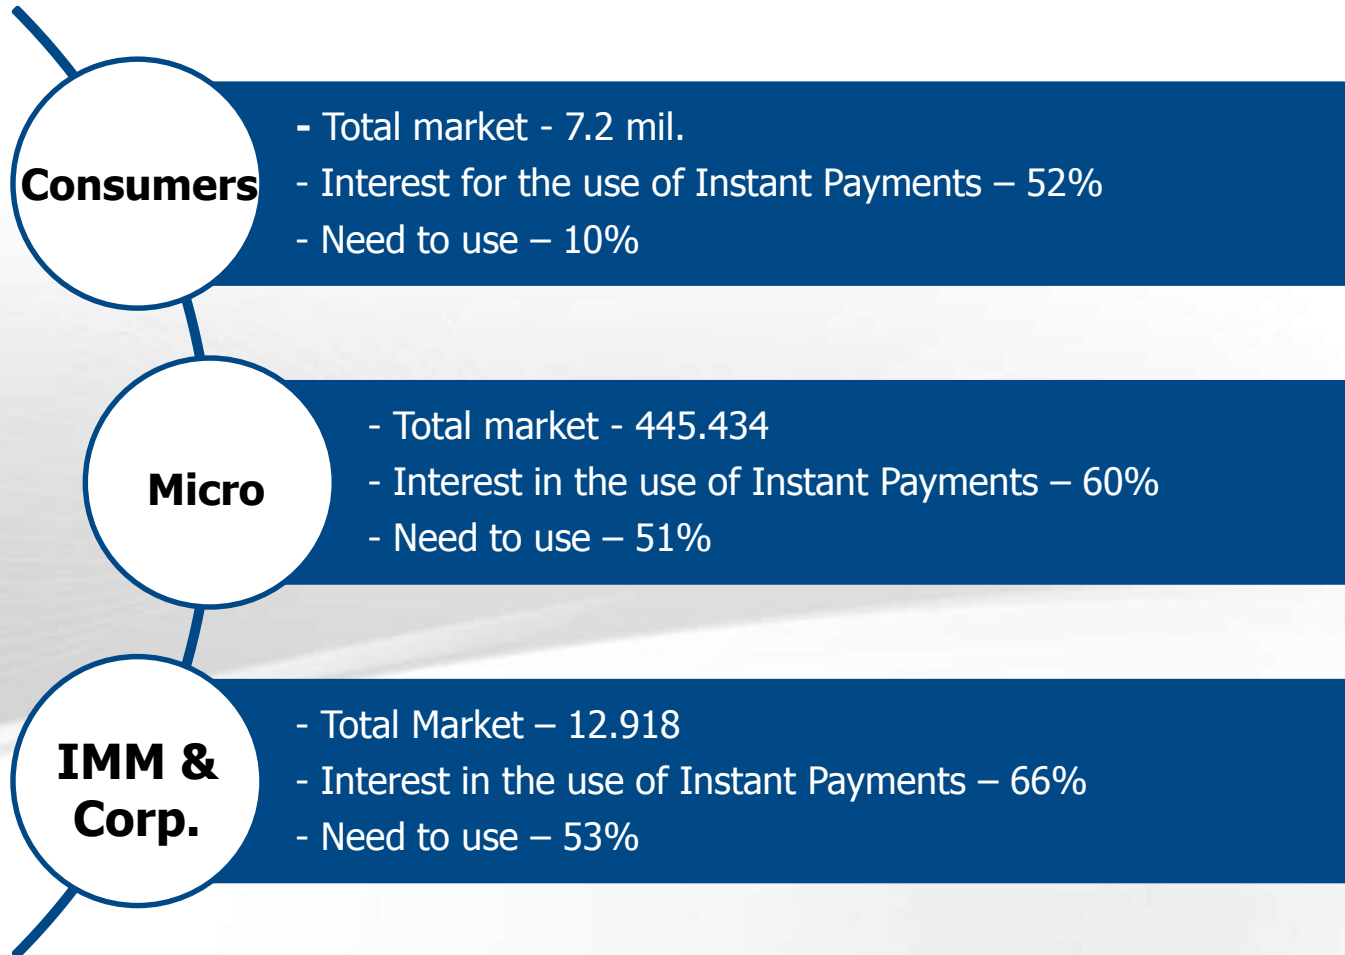 Consumers
- Total market - 7.2 mil.
- Interest for the use of Instant Payments – 52%
- Need to use – 10%
Micro
- Total market - 445.434
- Interest in the use of Instant Payments – 60%
- Need to use – 51%
IMM &
Corp.
- Total Market – 12.918
- Interest in the use of Instant Payments – 66%
- Need to use – 53%